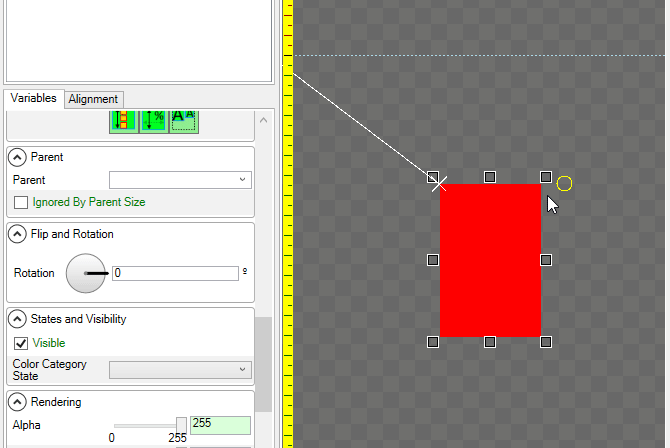 Variables
Alignment
%
A A
Parent
Parent
Ignored By Parent Size
Flip and Rotation
Rotation
0
º
States and Visibility
Visible
Color Category
State
Rendering
Alpha
255
0
255